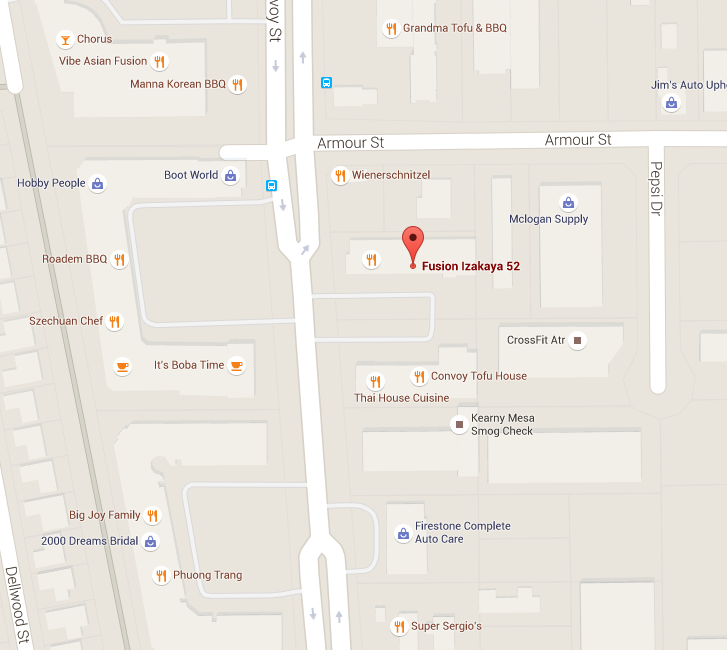 voy St
Grandma Tofu & BBQ
Chorus
Vibe Asian Fusion
Manna Korean BBQ
Jim's Auto Uph
Armour St
Armour St
Pepsi Dr
Boot World
Wienerschnitzel
Hobby People
Mclogan Supply
Roadem BBQ
Fusion Izakaya 52
Szechuan Chef
CrossFit Atr
It's Boba Time
Convoy Tofu House
Thai House Cuisine
Kearny Mesa
Smog Check
Big Joy Family
2000 Dreams Bridal
Firestone Complete
Auto Care
Phuong Trang
Dellwood St
Super Sergio's